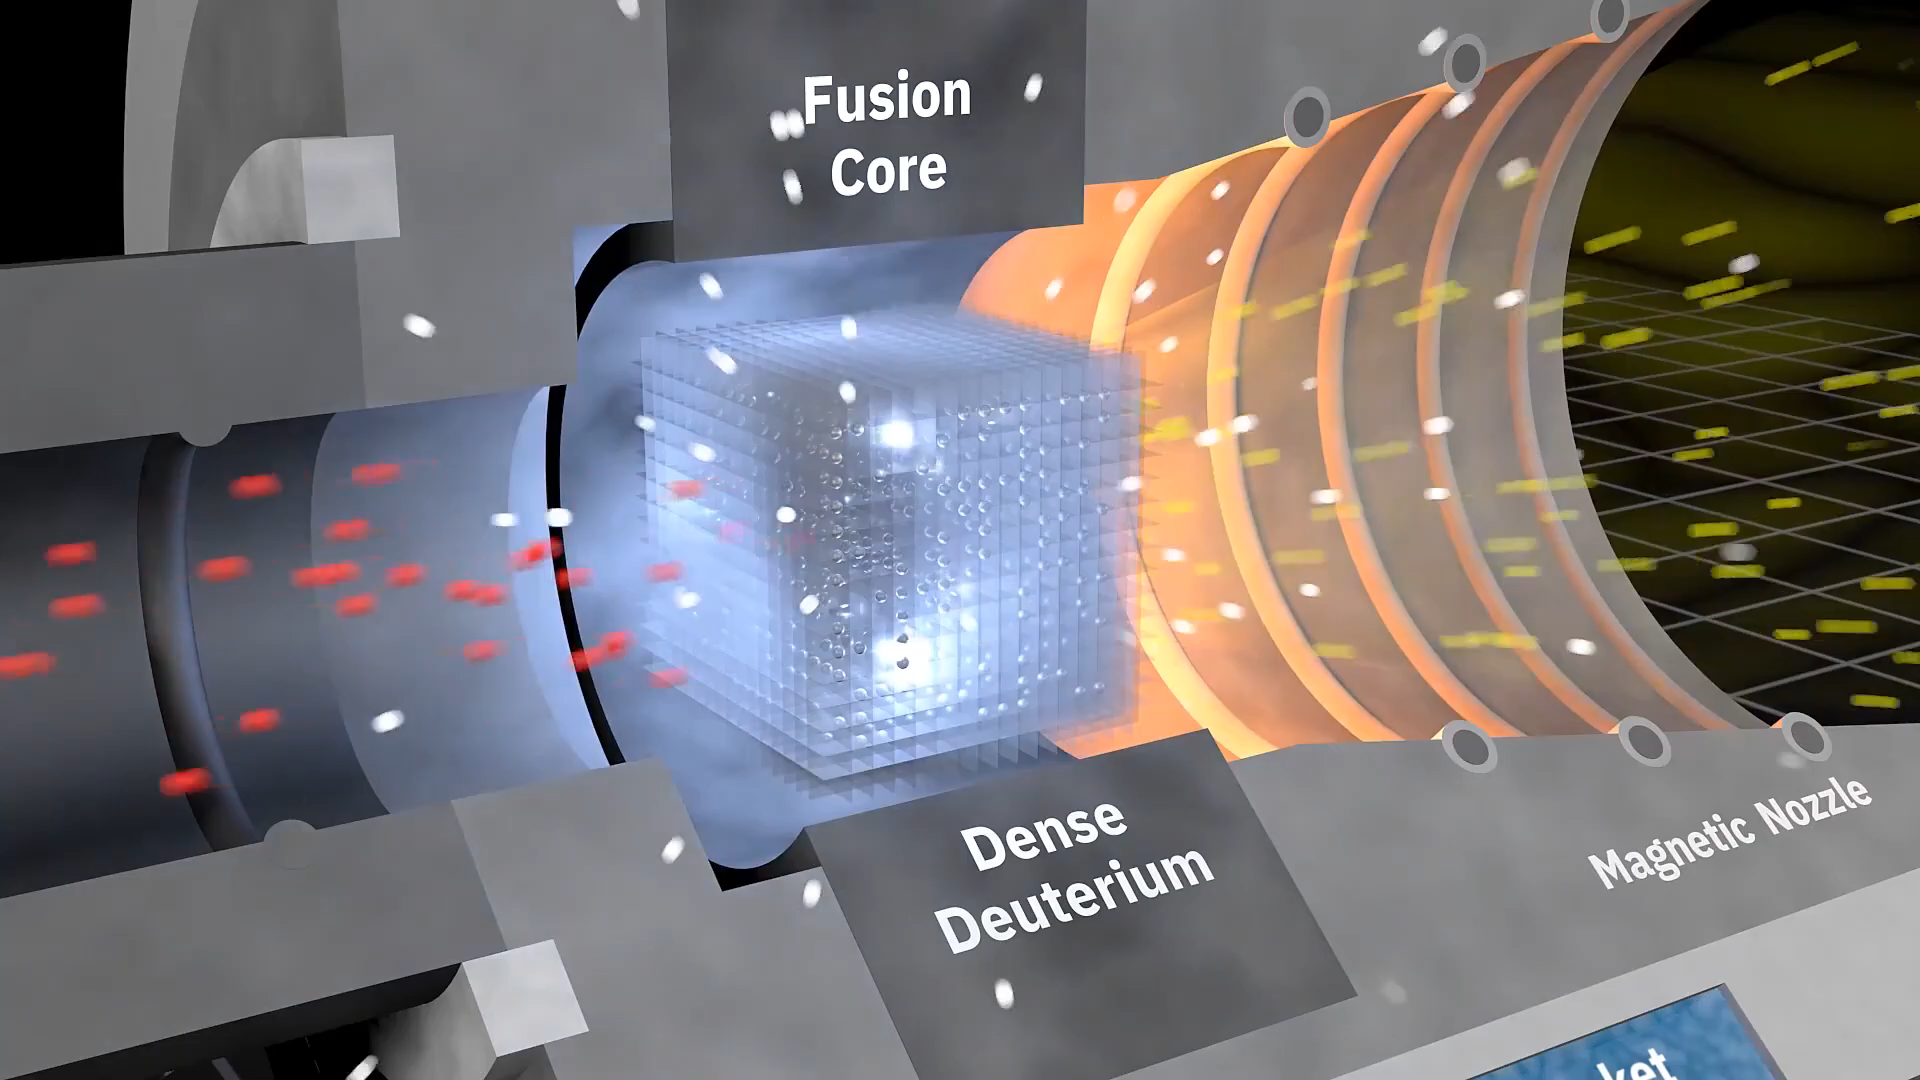 Fusion
Core
Dense
Deuterium
Magnetic Nozzle